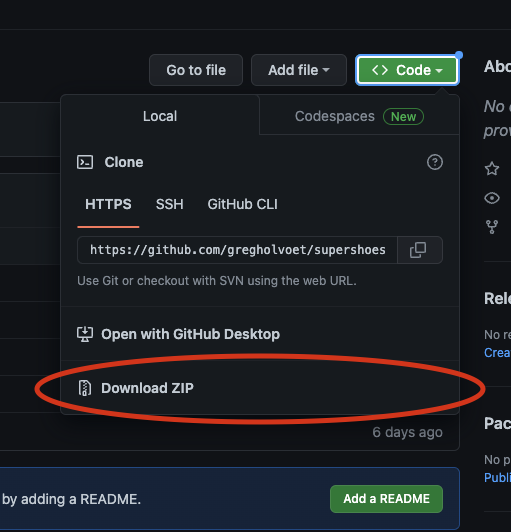 Go to file
Add file
Code
Abo
Local
Codespaces New
No
prov
Clone
HTTPS SSH GitHub CLI
https://github.com/gregholvoet/supershoes
Use Git or checkout with SVN using the web URL.
Rele
Open with GitHub Desktop
No re
Crea
Download ZIP
Pac
6 days ago
No p
Publi
by adding a README.
Add a README